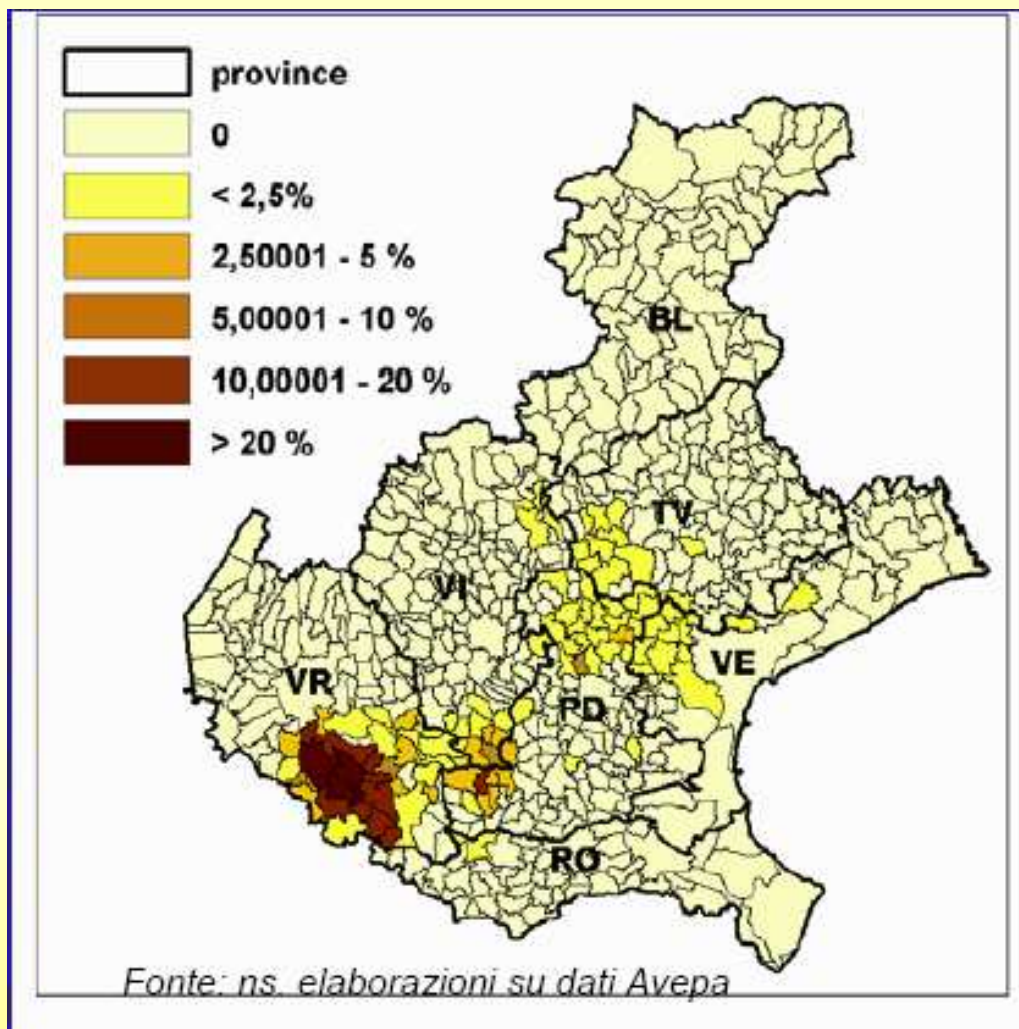 province
0
< 2,5%
2,50001 - 5 %
5,00001 - 10 %
10,00001 - 20 %
> 20 %
BL
TV
VI
VE
VR
PD
RO
Fonte: ns. elaborazioni su dati Avepa